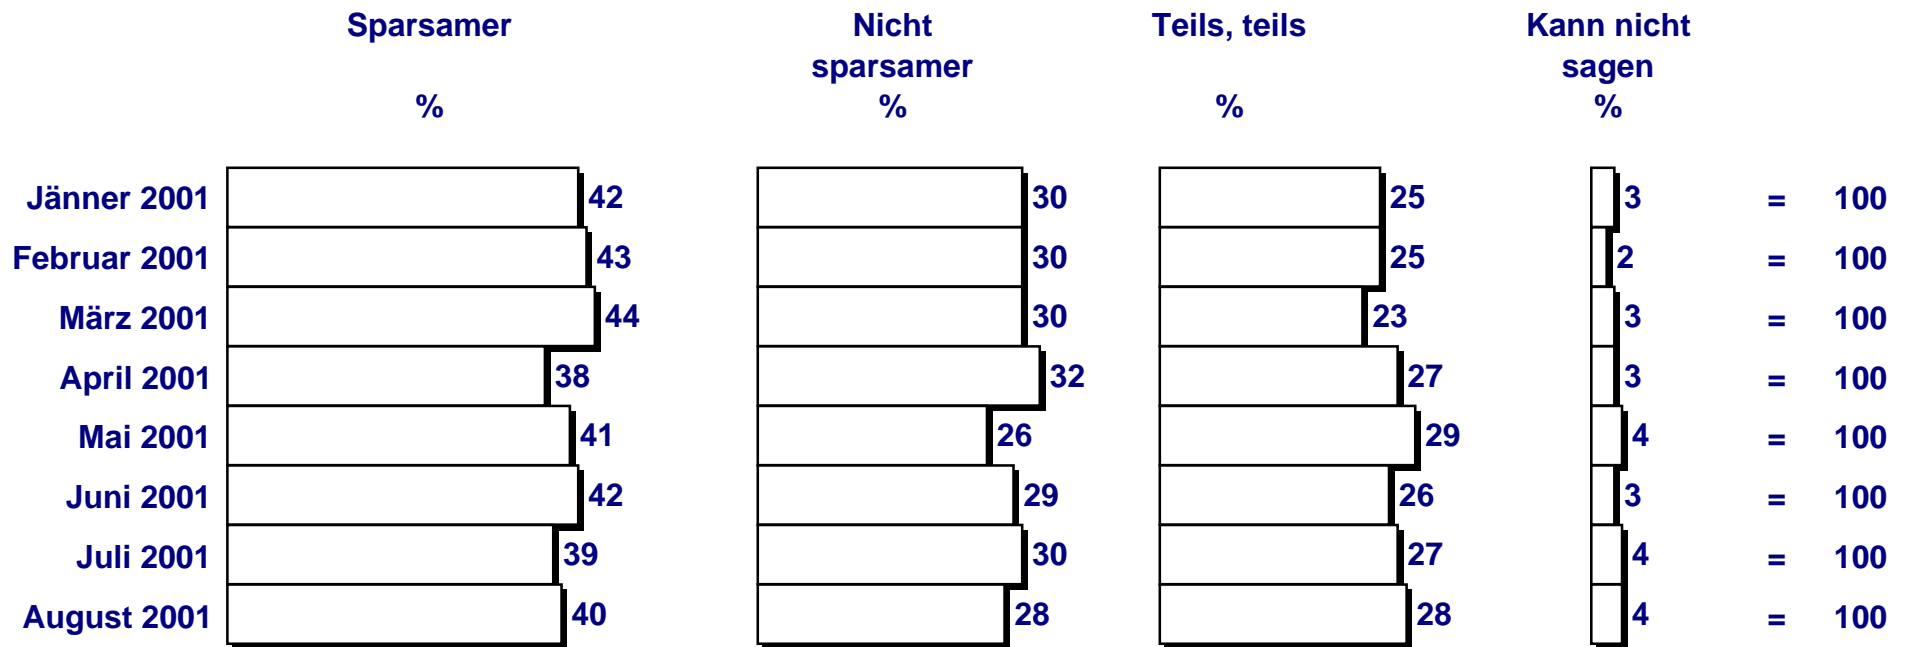 Sparsamer Nicht Teils, teils Kann nicht
sparsamer sagen
% % % %
Jänner 2001 42 30 25 3 = 100
Februar 2001 43 30 25 2 = 100
März 2001 44 30 23 3 = 100
April 2001 38 32 27 3 = 100
Mai 2001 41 26 29 4 = 100
Juni 2001 42 29 26 3 = 100
Juli 2001 39 30 27 4 = 100
August 2001 40 28 28 4 = 100